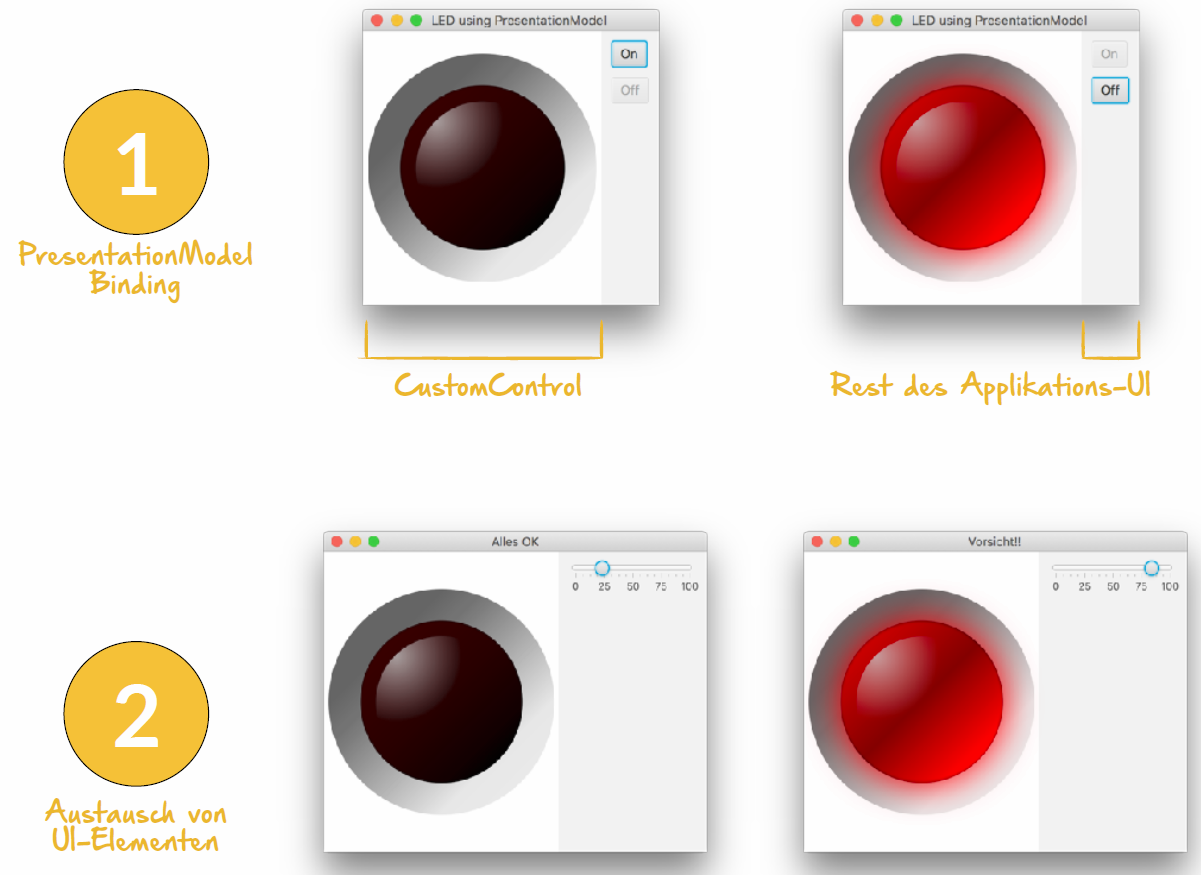 LED using PresentationModel
On
Off
LED using PresentationModel
On
Off
1
PresentationModel
Binding
CustomControl
Rest des Applikations-UI
Alles OK
0 25 50 75 100
Vorsicht!!
0 25 50 75 100
2
Austausch von
UI-Elementen